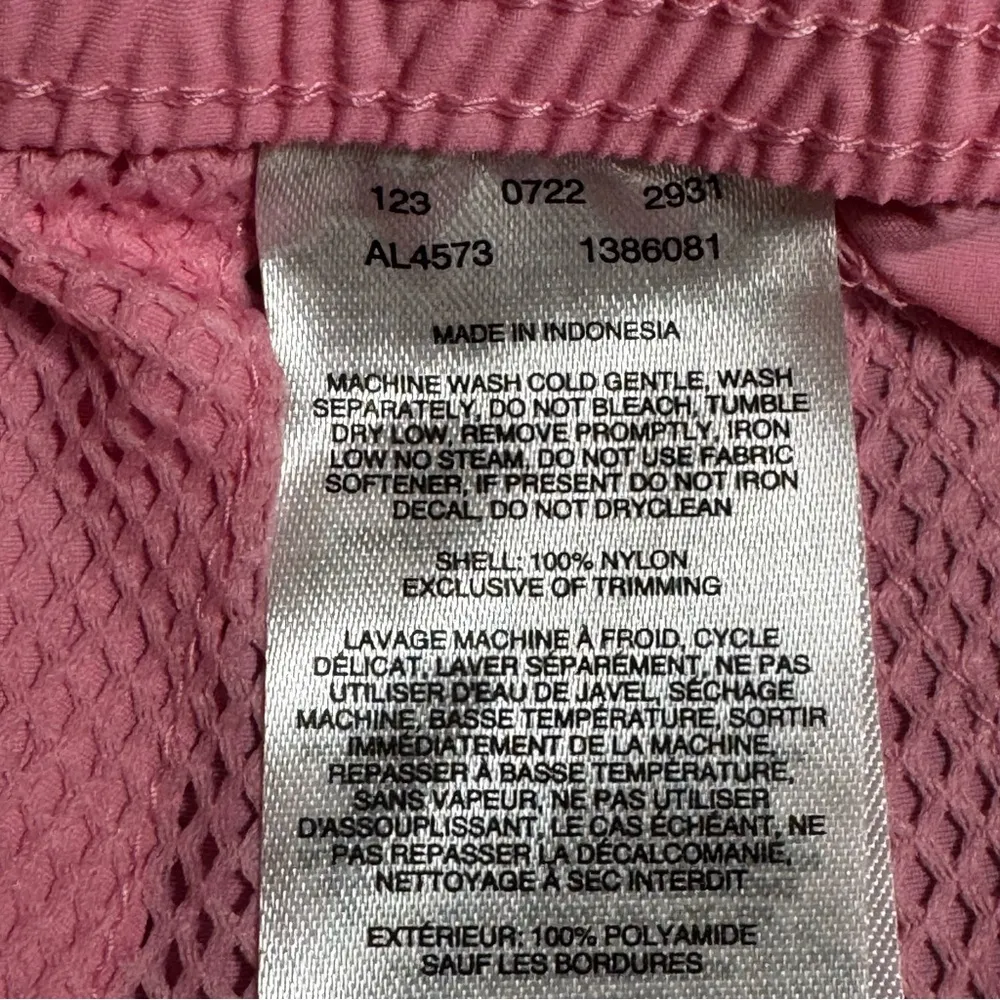 123 0722 2931
AL4573 1386081
MADE IN INDONESIA
MACHINE WASH COLD GENTLE, WASH
SEPARATELY, DO NOT BLEACH, TUMBLE
DRY LOW, REMOVE PROMPTLY, IRON
LOW NO STEAM, DO NOT USE FABRIC
SOFTENER, IF PRESENT DO NOT IRON
DECAL, DO NOT DRYCLEAN
SHELL: 100% NYLON
EXCLUSIVE OF TRIMMING
LAVAGE MACHINE À FROID, CYCLE
DÉLICAT, LAVER SÉPARÉMENT, NE PAS
UTILISER D'EAU DE JAVEL, SÉCHAGE
MACHINE, BASSE TEMPÉRATURE, SORTIR
IMMÉDIATEMENT DE LA MACHINE,
REPASSER À BASSE TEMPÉRATURE,
SANS VAPEUR, NE PAS UTILISER
D'ASSOUPLISSANT, LE CAS ÉCHÉANT, NE
PAS REPASSER LA DÉCALCOMANIE,
NETTOYAGE À SEC INTERDIT
EXTÉRIEUR: 100% POLYAMIDE
SAUF LES BORDURES